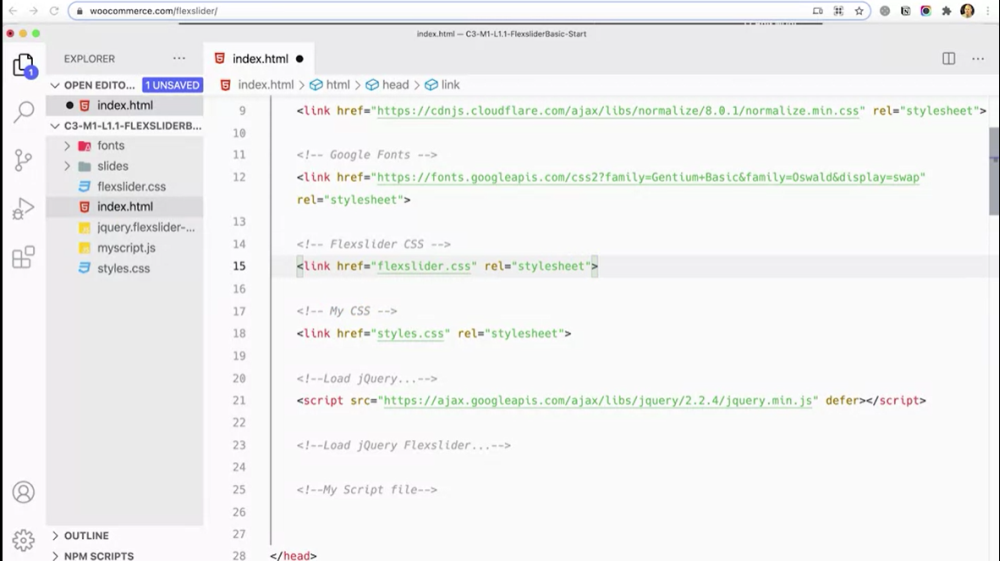 woocommerce.com/flexslider/
index.html — C3-M1-L1.1-FlexsliderBasic-Start
EXPLORER
index.html
OPEN EDITO... 1 UNSAVED
index.html > html > head > link
index.html
C3-M1-L1.1-FLEXSLIDERB...
fonts
slides
flexslider.css
index.html
jquery.flexslider-...
myscript.js
styles.css
OUTLINE
NPM SCRIPTS
1
9 <link href="https://cdnjs.cloudflare.com/ajax/libs/normalize/8.0.1/normalize.min.css" rel="stylesheet">
10
11 <!-- Google Fonts -->
12 <link href="https://fonts.googleapis.com/css2?family=Gentium+Basic&family=Oswald&display=swap"
rel="stylesheet">
13
14 <!-- Flexslider CSS -->
15 <link href="flexslider.css" rel="stylesheet">
16
17 <!-- My CSS -->
18 <link href="styles.css" rel="stylesheet">
19
20 <!--Load jQuery...-->
21 <script src="https://ajax.googleapis.com/ajax/libs/jquery/2.2.4/jquery.min.js" defer></script>
22
23 <!--Load jQuery Flexslider...-->
24
25 <!--My Script file-->
26
27
28 </head>